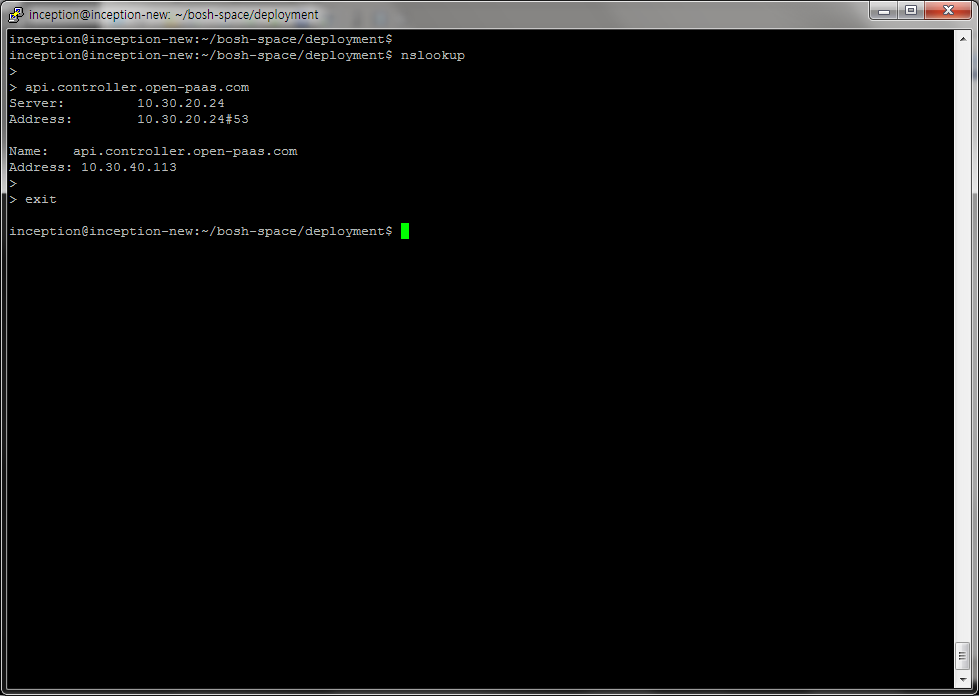 inception@inception-new: ~/bosh-space/deployment
inception@inception-new:~/bosh-space/deployment$
inception@inception-new:~/bosh-space/deployment$ nslookup
>
> api.controller.open-paas.com
Server:         10.30.20.24
Address:        10.30.20.24#53
Name:   api.controller.open-paas.com
Address: 10.30.40.113
>
> exit
inception@inception-new:~/bosh-space/deployment$